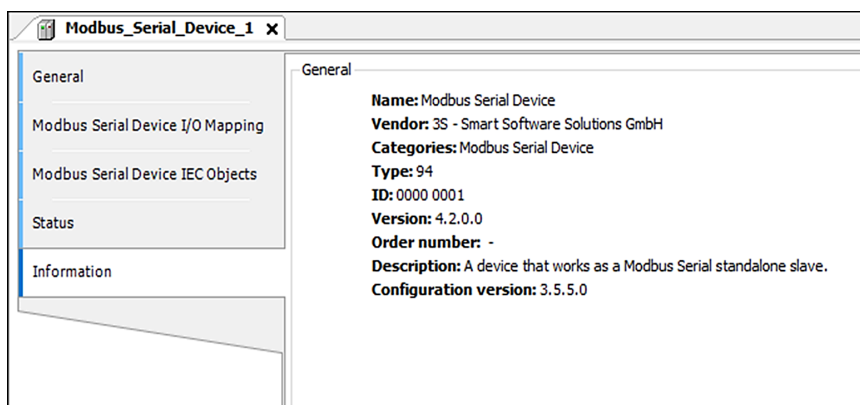 Modbus_Serial_Device_1 x
General
Modbus Serial Device I/O Mapping
Modbus Serial Device IEC Objects
Status
Information
General
Name: Modbus Serial Device
Vendor: 3S - Smart Software Solutions GmbH
Categories: Modbus Serial Device
Type: 94
ID: 0000 0001
Version: 4.2.0.0
Order number: -
Description: A device that works as a Modbus Serial standalone slave.
Configuration version: 3.5.5.0